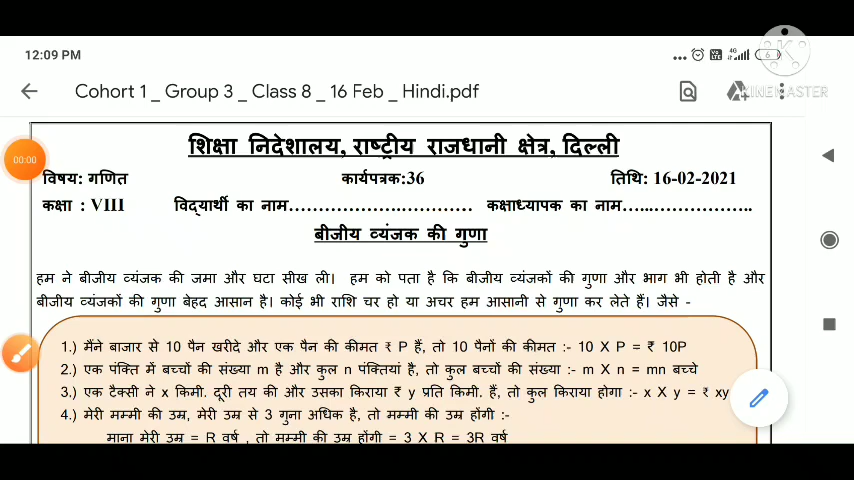 12:09 PM
4G
6
KINEMASTER
Cohort 1 _ Group 3 _ Class 8 _ 16 Feb _ Hindi.pdf
00:00
शिक्षा निदेशालय, राष्ट्रीय राजधानी क्षेत्र, दिल्ली
विषय: गणित कार्यपत्रक:36 तिथि: 16-02-2021
कक्षा : VIII विद्यार्थी का नाम……………….………… कक्षाध्यापक का नाम…...……………..
बीजीय व्यंजक की गुणा
हम ने बीजीय व्यंजक की जमा और घटा सीख ली। हम को पता है कि बीजीय व्यंजकों की गुणा और भाग भी होती है और
बीजीय व्यंजकों की गुणा बेहद आसान है। कोई भी राशि चर हो या अचर हम आसानी से गुणा कर लेते हैं। जैसे -
1.) मैंने बाजार से 10 पैन खरीदे और एक पैन की कीमत ₹ P हैं, तो 10 पैनों की कीमत :- 10 X P = ₹ 10P
2.) एक पंक्ति में बच्चों की संख्या m है और कुल n पंक्तियां है, तो कुल बच्चों की संख्या :- m X n = mn बच्चे
3.) एक टैक्सी ने x किमी. दूरी तय की और उसका किराया ₹ y प्रति किमी. हैं, तो कुल किराया होगा :- x X y = ₹ xy
4.) मेरी मम्मी की उम्र, मेरी उम्र से 3 गुना अधिक है, तो मम्मी की उम्र होंगी :-
माना मेरी उम्र = R वर्ष , तो मम्मी की उम्र होंगी = 3 X R = 3R वर्ष